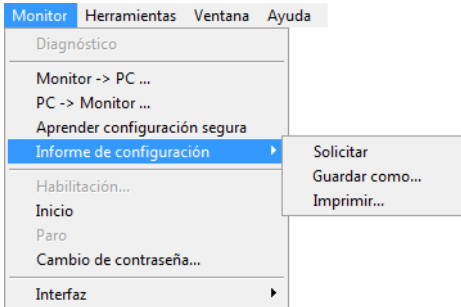 Monitor Herramientas Ventana Ayuda
Diagnóstico
Monitor -> PC ...
PC -> Monitor ...
Aprender configuración segura
Informe de configuración
Solicitar
Guardar como...
Imprimir...
Habilitación...
Inicio
Paro
Cambio de contraseña...
Interfaz